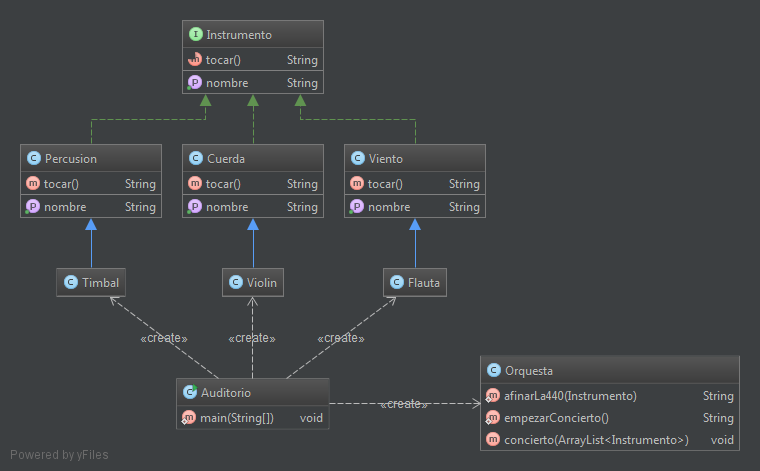 Instrumento
tocar() String
nombre String
Percusion
tocar() String
nombre String
Cuerda
tocar() String
nombre String
Viento
tocar() String
nombre String
Timbal
Violin
Flauta
«create»
«create»
«create»
Auditorio
main(String[]) void
«create»
Orquesta
afinarLa440(Instrumento) String
empezarConcierto() String
concierto(ArrayList<Instrumento>) void
Powered by yFiles